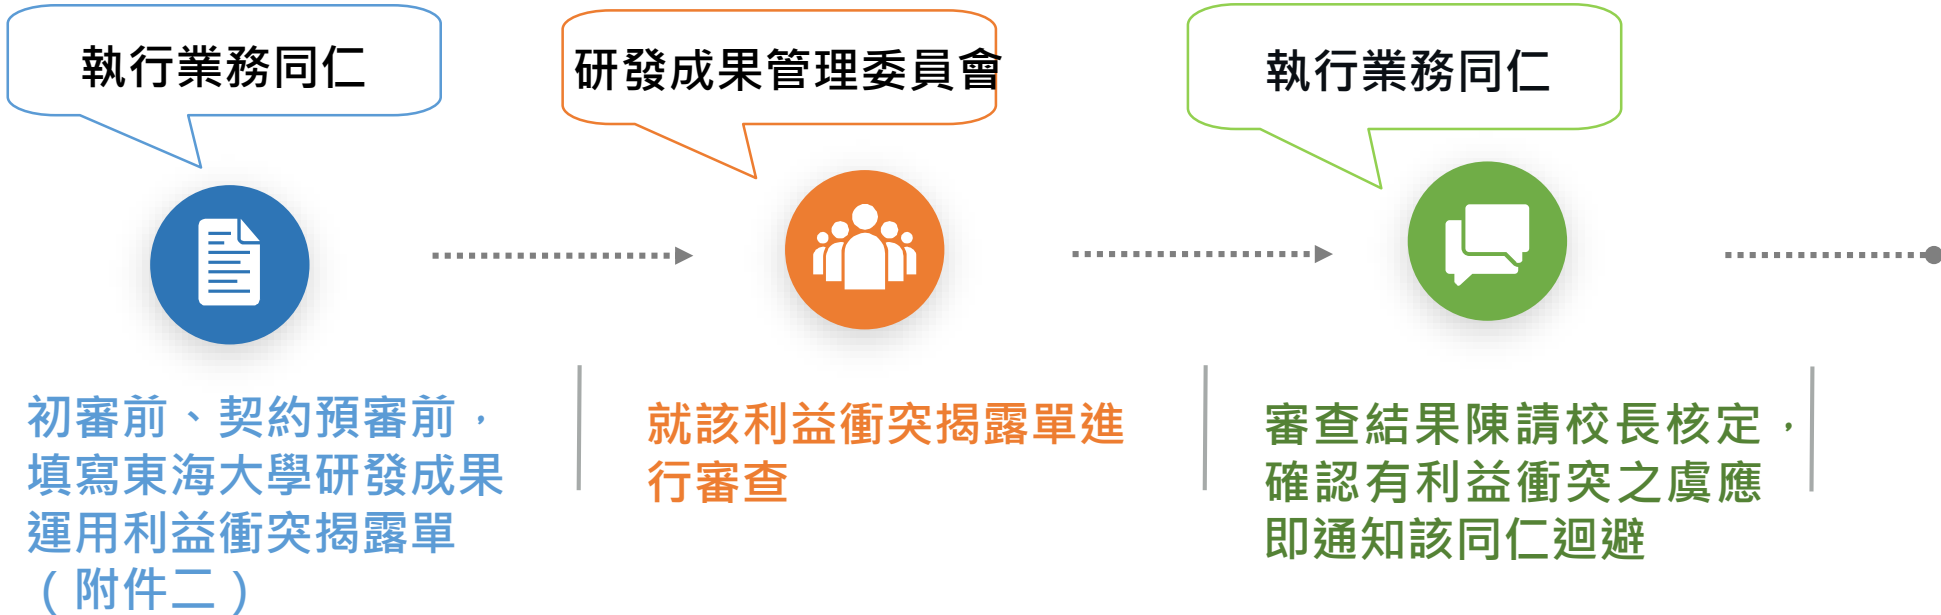 執行業務同仁
研發成果管理委員會
執行業務同仁
初審前、契約預審前，
填寫東海大學研發成果
運用利益衝突揭露單
（附件二）
就該利益衝突揭露單進
行審查
審查結果陳請校長核定，
確認有利益衝突之虞應
即通知該同仁迴避